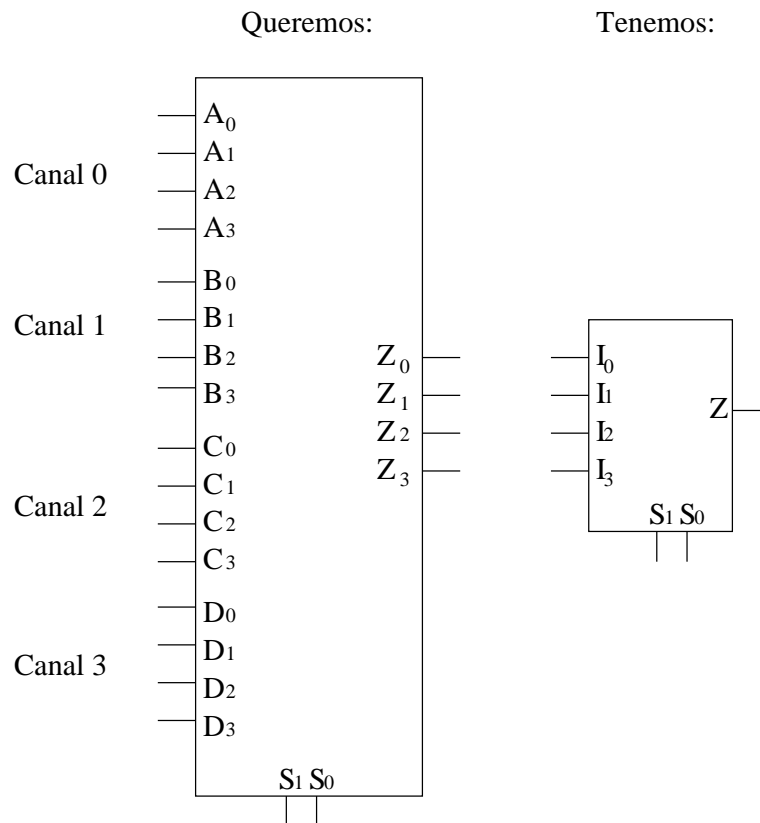 Queremos:
Tenemos:
Canal 0
A0
A1
A2
A3
Canal 1
B0
B1
B2
B3
Canal 2
C0
C1
C2
C3
Canal 3
D0
D1
D2
D3
Z0
Z1
Z2
Z3
S1 S0
I0
I1
I2
I3
Z
S1 S0